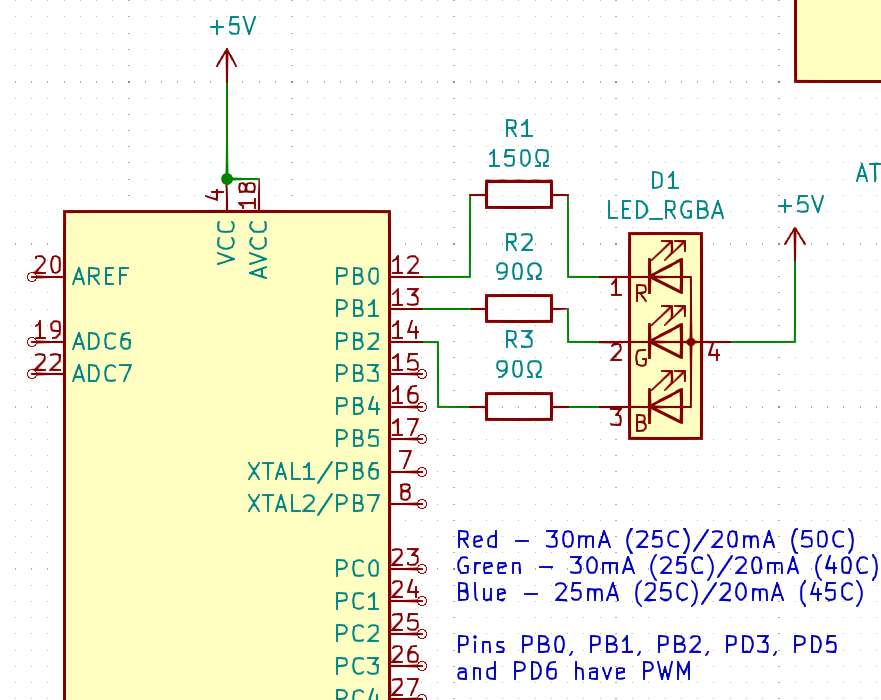 +5V
R1
150Ω
4
18
D1
LED_RGBA
AT
+5V
VCC
AVCC
20
AREF
PB0
12
R2
90Ω
1
R
PB1
13
19
ADC6
PB2
14
R3
90Ω
2
G
4
22
ADC7
PB3
15
PB4
16
3
B
PB5
17
XTAL1/PB6
7
XTAL2/PB7
8
Red – 30mA (25C)/20mA (50C)
Green – 30mA (25C)/20mA (40C)
Blue – 25mA (25C)/20mA (45C)
PC0
23
PC1
24
PC2
25
PC3
26
PC4
27
Pins PB0, PB1, PB2, PD3, PD5
and PD6 have PWM